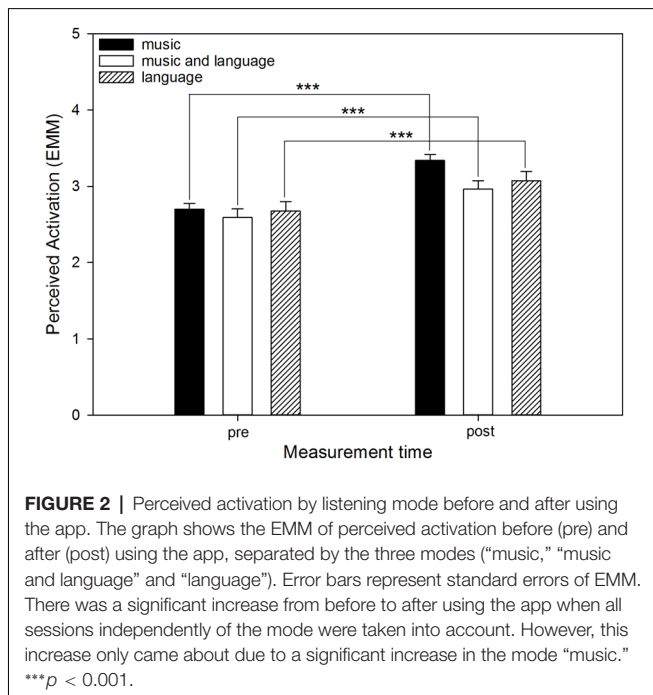 5
music
music and language
language
***
4
***
***
3
2
1
0
Perceived Activation (EMM)
pre
post
Measurement time
FIGURE 2 | Perceived activation by listening mode before and after using
the app. The graph shows the EMM of perceived activation before (pre) and
after (post) using the app, separated by the three modes (“music,” “music
and language” and “language”). Error bars represent standard errors of EMM.
There was a significant increase from before to after using the app when all
sessions independently of the mode were taken into account. However, this
increase only came about due to a significant increase in the mode “music.”
***p < 0.001.